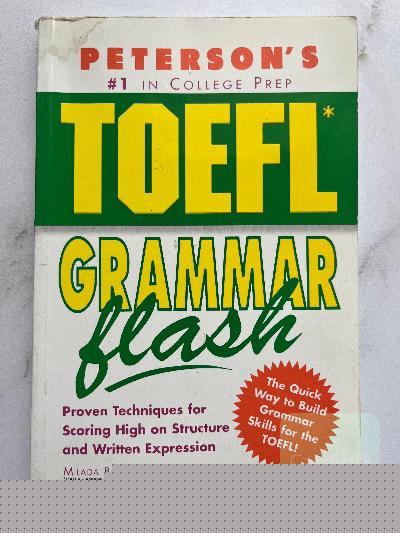 PETERSON'S
#1 IN COLLEGE PREP
TOEFL*
GRAMMAR
flash
The Quick
Way to Build
Grammar
Skills for the
TOEFL!
Proven Techniques for
Scoring High on Structure
and Written Expression
MILADA